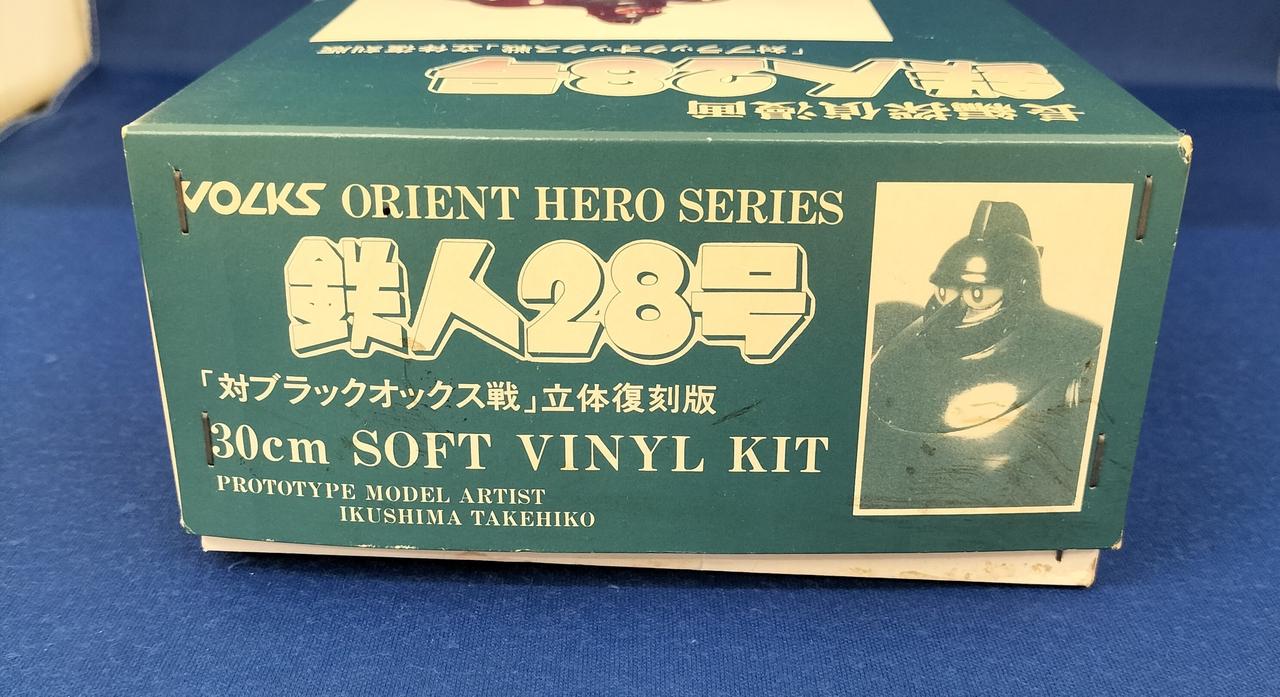 「対ブラックオックス戦」立体復刻版
鉄人28号
長編探偵漫画
VOLKS ORIENT HERO SERIES
鉄人28号
「対ブラックオックス戦」立体復刻版
30cm SOFT VINYL KIT
PROTOTYPE MODEL ARTIST
IKUSHIMA TAKEHIKO